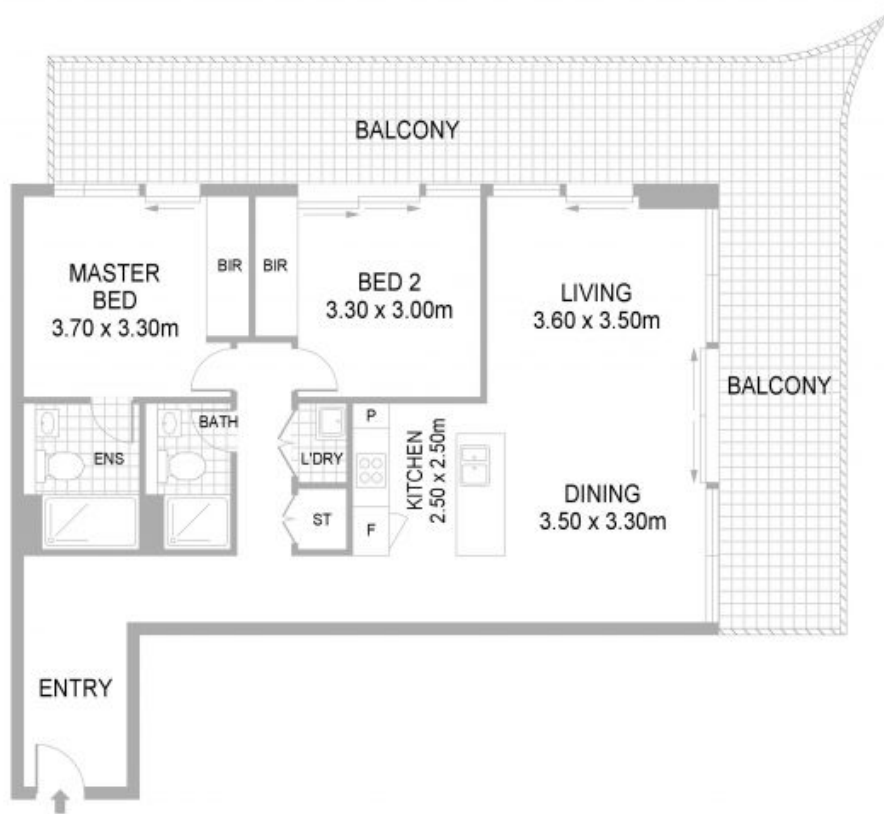 BALCONY
MASTER
BED
3.70 x 3.30m
BIR
BIR
BED 2
3.30 x 3.00m
LIVING
3.60 x 3.50m
BALCONY
ENS
BATH
L'DRY
ST
P
F
KITCHEN
2.50 x 2.50m
DINING
3.50 x 3.30m
ENTRY